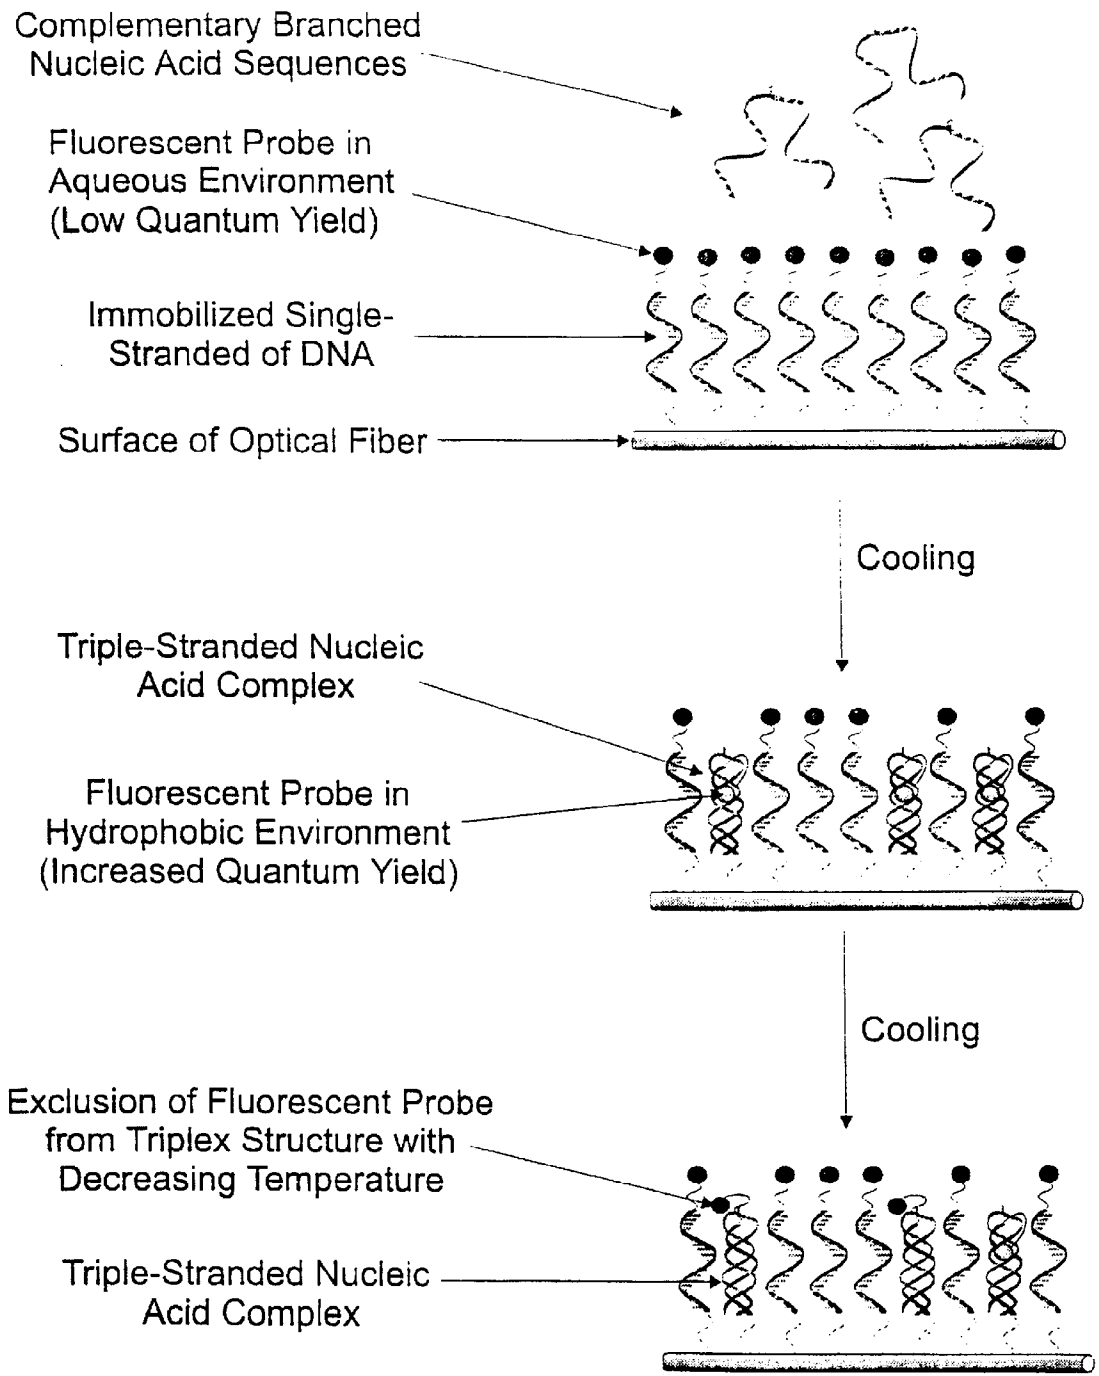 Complementary Branched
Nucleic Acid Sequences
Fluorescent Probe in
Aqueous Environment
(Low Quantum Yield)
Immobilized Single-
Stranded of DNA
Surface of Optical Fiber
Cooling
Triple-Stranded Nucleic
Acid Complex
Fluorescent Probe in
Hydrophobic Environment
(Increased Quantum Yield)
Cooling
Exclusion of Fluorescent Probe
from Triplex Structure with
Decreasing Temperature
Triple-Stranded Nucleic
Acid Complex